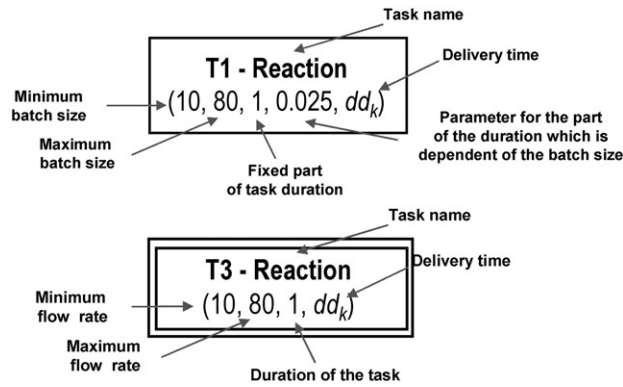 Task name
Delivery time
T1 - Reaction
(10, 80, 1, 0.025, ddk)
Minimum
batch size
Maximum
batch size
Fixed part
of task duration
Parameter for the part
of the duration which is
dependent of the batch size
Task name
Delivery time
T3 - Reaction
(10, 80, 1, ddk)
Minimum
flow rate
Maximum
flow rate
Duration of the task